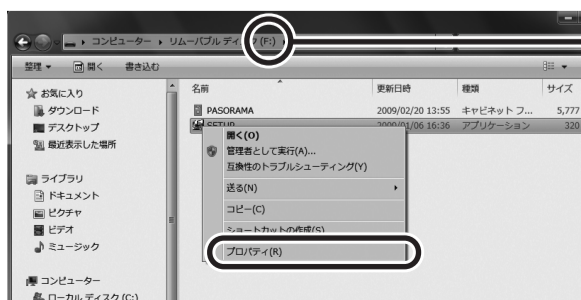 コンピューター ▸ リムーバブル ディスク (F:)
整理 ▼ 開く 書き込む
お気に入り
ダウンロード
デスクトップ
最近表示した場所
ライブラリ
ドキュメント
ピクチャ
ビデオ
ミュージック
コンピューター
ローカル ディスク (C:)
名前 更新日時 種類 サイズ
PASORAMA 2009/02/20 13:55 キャビネット フ... 5,777
SETUP 2009/01/06 16:36 アプリケーション 320
開く(O)
管理者として実行(A)...
互換性のトラブルシューティング(Y)
送る(N)
コピー(C)
ショートカットの作成(S)
プロパティ(R)